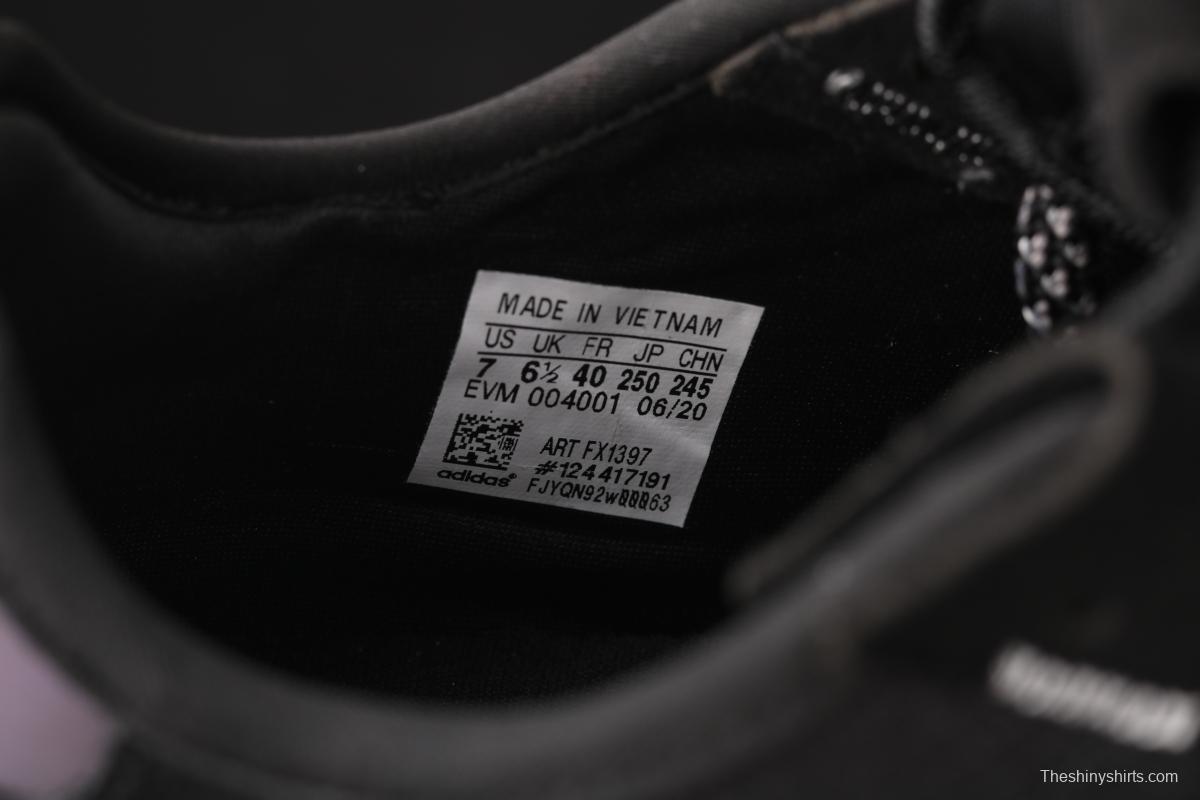 MADE IN VIETNAM
US UK FR JP CHN
7 6½ 40 250 245
EVM 004001 06/20
ART FX1397
#124417191
adidas®
FJYQN92w00063
Theshinyshirts.com